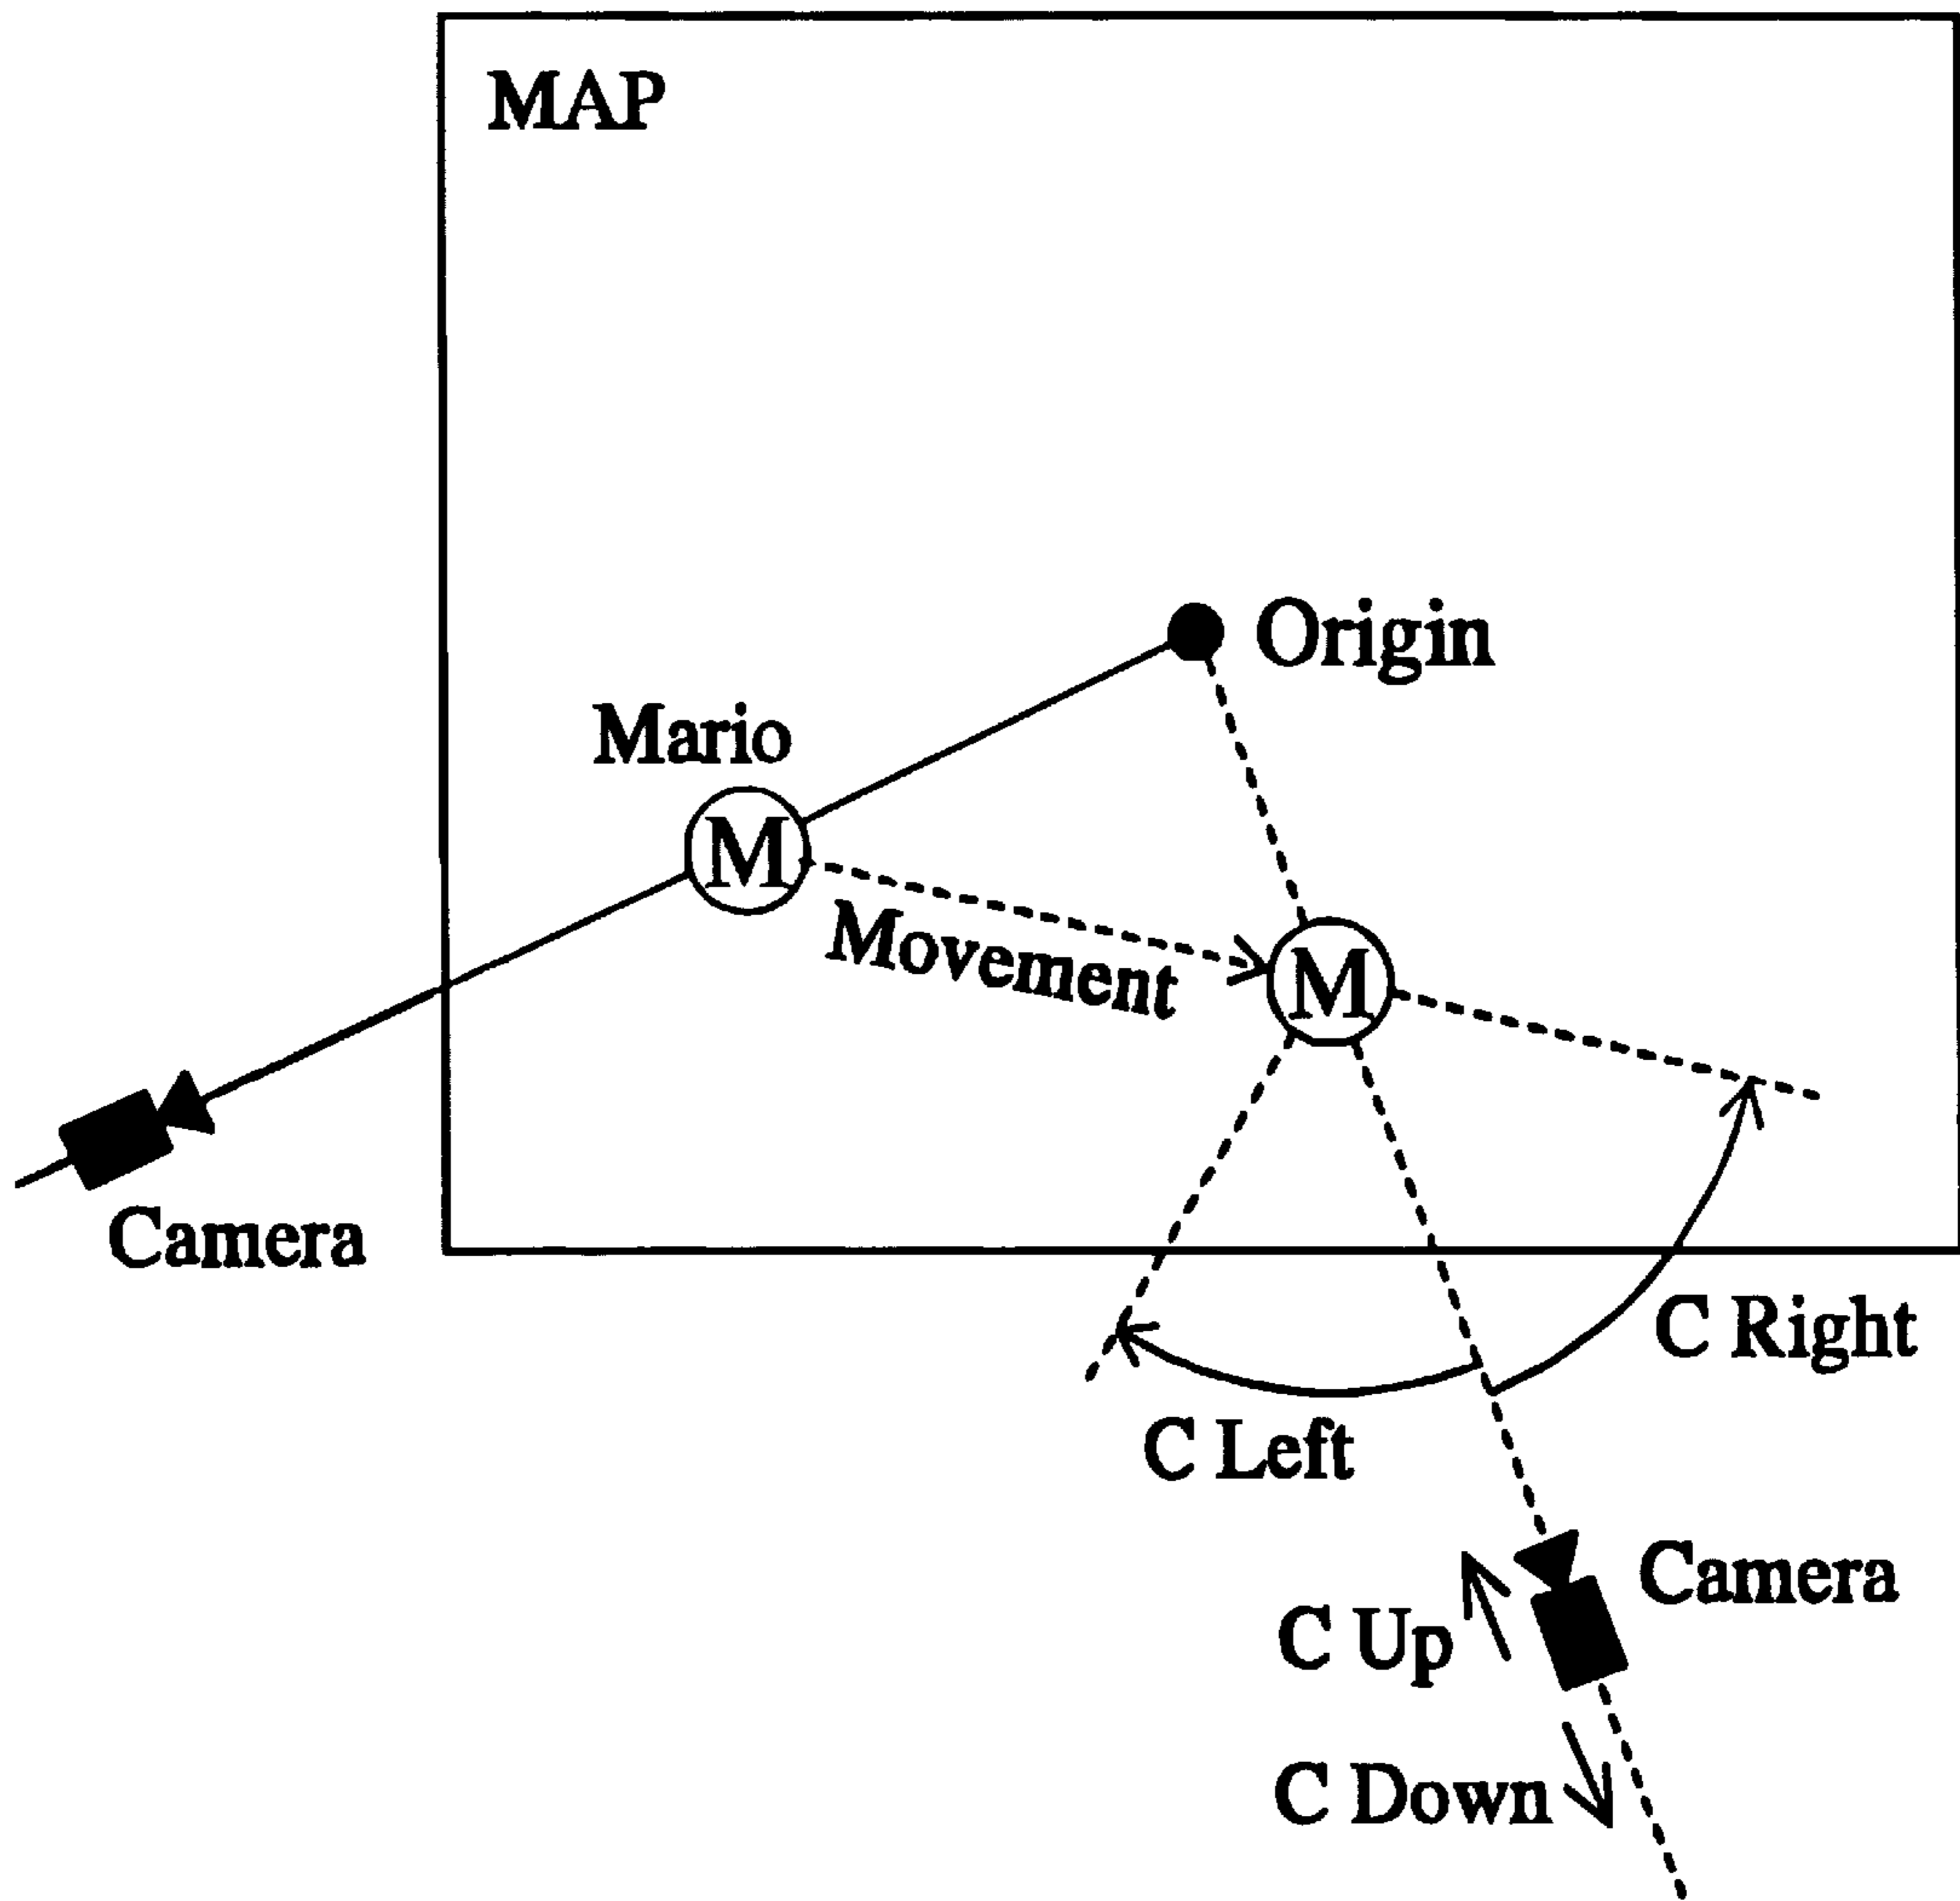 MAP
Origin
Mario
M
Movement
M
Camera
C Right
C Left
Camera
C Up
C Down